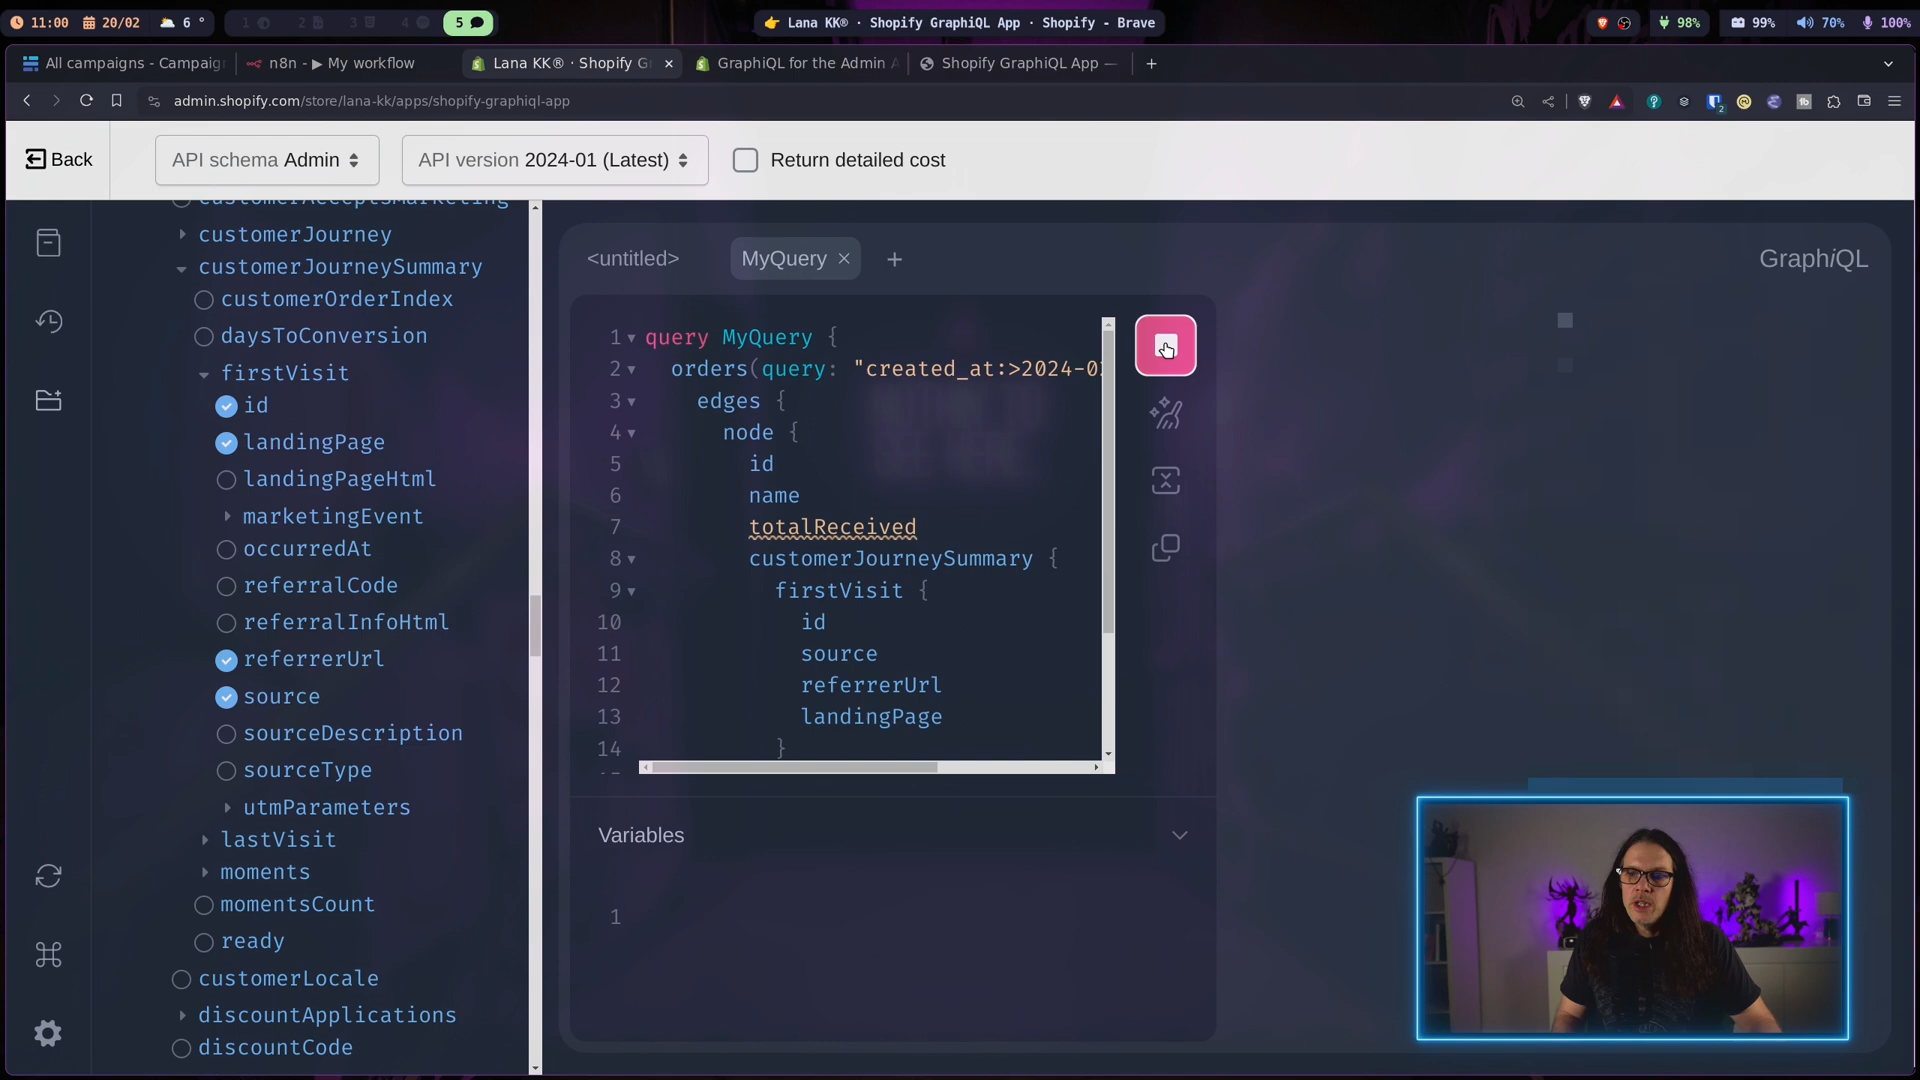 11:00 20/02 6 ° 1 2 3 4 5 👉 Lana KK® · Shopify GraphiQL App · Shopify - Brave 98% 99% 70% 100%
All campaigns - Campaig n8n - ▶ My workflow Lana KK® · Shopify G GraphiQL for the Admin A Shopify GraphiQL App —
admin.shopify.com/store/lana-kk/apps/shopify-graphiql-app 2
Back API schema Admin API version 2024-01 (Latest) Return detailed cost
customerAcceptsMarketing
customerJourney
customerJourneySummary
customerOrderIndex
daysToConversion
firstVisit
id
landingPage
landingPageHtml
marketingEvent
occurredAt
referralCode
referralInfoHtml
referrerUrl
source
sourceDescription
sourceType
utmParameters
lastVisit
moments
momentsCount
ready
customerLocale
discountApplications
discountCode
<untitled> MyQuery × + GraphiQL
1 query MyQuery {
2 orders(query: "created_at:>2024-0
3 edges {
4 node {
5 id
6 name
7 totalReceived
8 customerJourneySummary {
9 firstVisit {
10 id
11 source
12 referrerUrl
13 landingPage
14 }
Variables
1